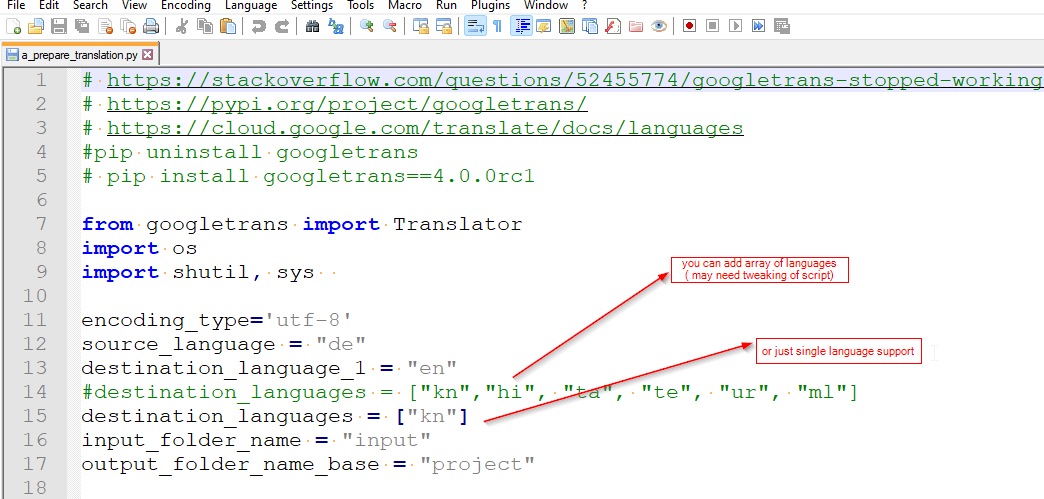 File Edit Search View Encoding Language Settings Tools Macro Run Plugins Window ?
a_prepare_translation.py
1 # https://stackoverflow.com/questions/52455774/googletrans-stopped-working
2 # https://pypi.org/project/googletrans/
3 # https://cloud.google.com/translate/docs/languages
4 #pip uninstall googletrans
5 # pip install googletrans==4.0.0rc1
6
7 from googletrans import Translator
8 import os
9 import shutil, sys
10
you can add array of languages
( may need tweaking of script)
11 encoding_type='utf-8'
12 source_language = "de"
or just single language support
13 destination_language_1 = "en"
14 #destination_languages = ["kn","hi", "ta", "te", "ur", "ml"]
15 destination_languages = ["kn"]
16 input_folder_name = "input"
17 output_folder_name_base = "project"
18